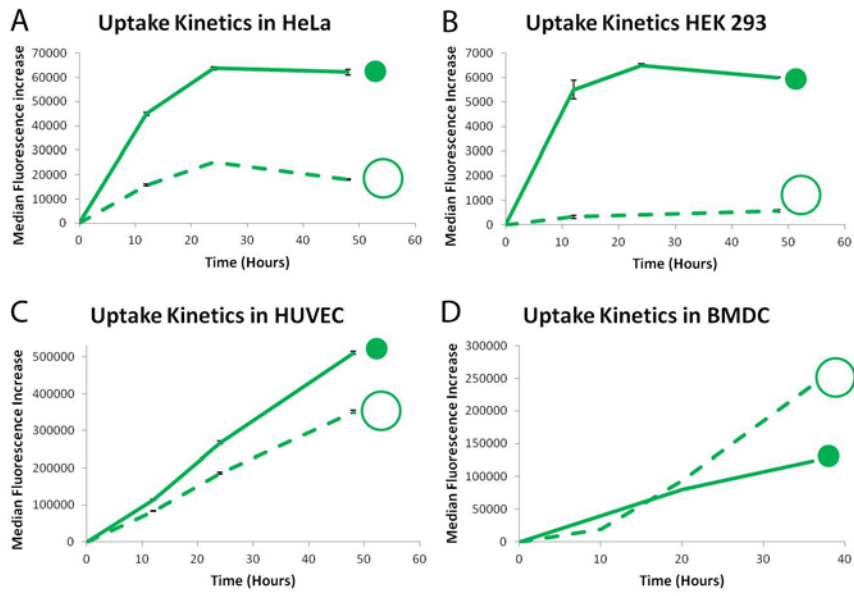 A
Uptake Kinetics in HeLa
Median Fluorescence increase
70000
60000
50000
40000
30000
20000
10000
0
0 10 20 30 40 50 60
Time (Hours)
B
Uptake Kinetics HEK 293
Median Fluorescence Increase
7000
6000
5000
4000
3000
2000
1000
0
0 10 20 30 40 50 60
Time (Hours)
C
Uptake Kinetics in HUVEC
Median Fluorescence Increase
500000
400000
300000
200000
100000
0
0 10 20 30 40 50 60
Time (Hours)
D
Uptake Kinetics in BMDC
Median Fluorescence Increase
300000
250000
200000
150000
100000
50000
0
0 10 20 30 40
Time (Hours)